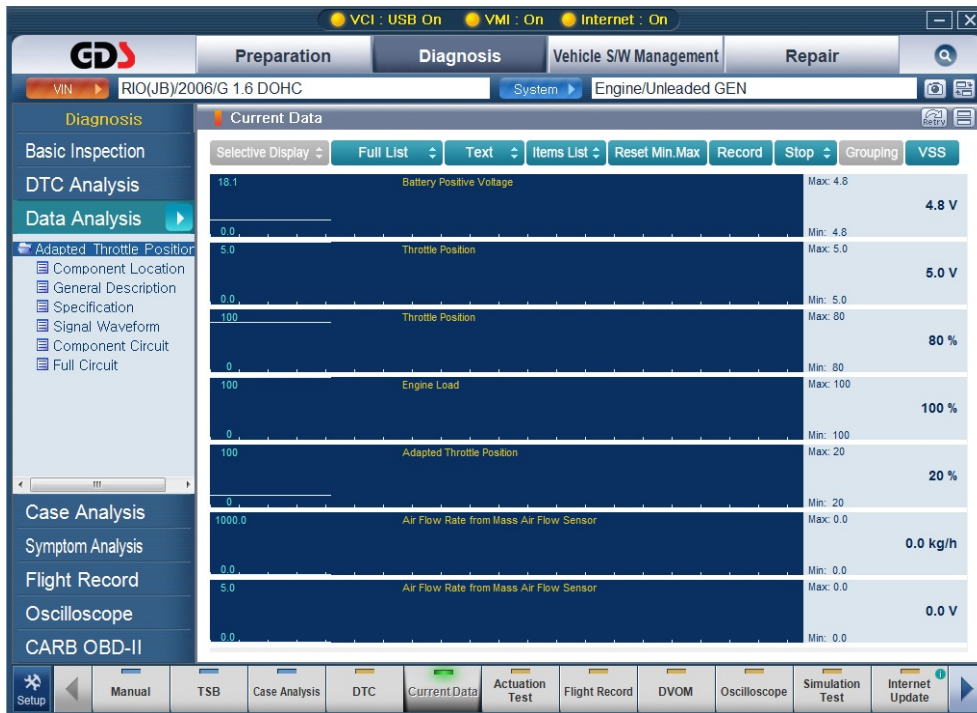 VCI : USB On VMI : On Internet : On
GDS Preparation Diagnosis Vehicle S/W Management Repair
VIN RIO(JB)/2006/G 1.6 DOHC System Engine/Unleaded GEN
Diagnosis
Basic Inspection
DTC Analysis
Data Analysis
Adapted Throttle Position
Component Location
General Description
Specification
Signal Waveform
Component Circuit
Full Circuit
Case Analysis
Symptom Analysis
Flight Record
Oscilloscope
CARB OBD-II
Current Data Retry
Selective Display Full List Text Items List Reset Min.Max Record Stop Grouping VSS
18.1 Battery Positive Voltage Max: 4.8
4.8 V
0.0 Min: 4.8
5.0 Throttle Position Max: 5.0
5.0 V
0.0 Min: 5.0
100 Throttle Position Max: 80
80 %
0 Min: 80
100 Engine Load Max: 100
100 %
0 Min: 100
100 Adapted Throttle Position Max: 20
20 %
0 Min: 20
1000.0 Air Flow Rate from Mass Air Flow Sensor Max: 0.0
0.0 kg/h
0.0 Min: 0.0
5.0 Air Flow Rate from Mass Air Flow Sensor Max: 0.0
0.0 V
0.0 Min: 0.0
Setup Manual TSB Case Analysis DTC Current Data Actuation Test Flight Record DVOM Oscilloscope Simulation Test Internet Update